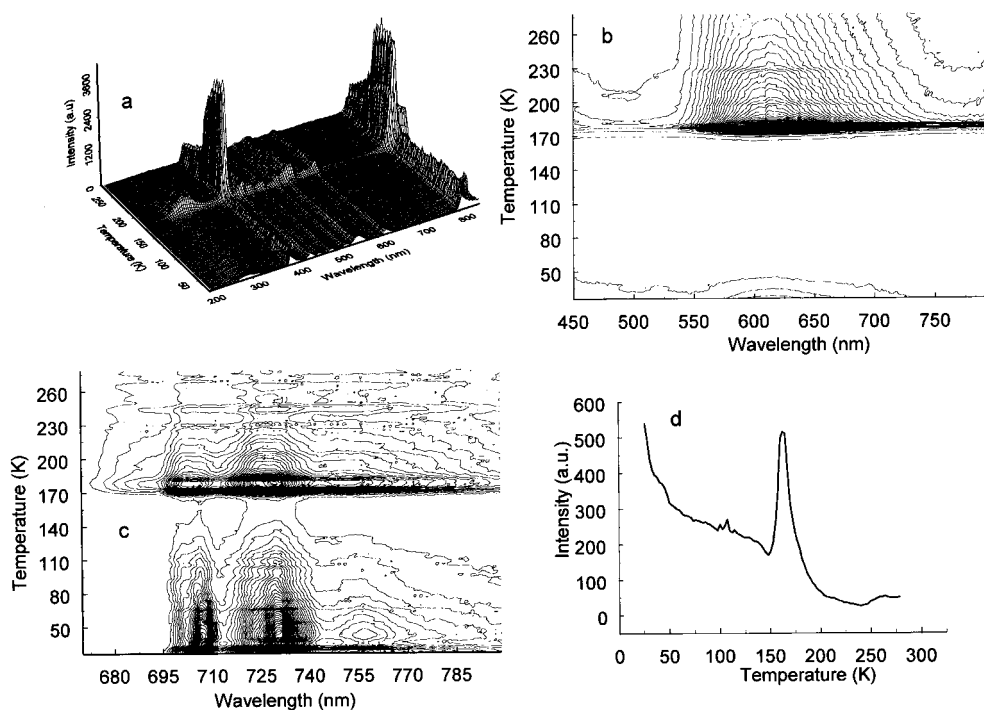 a
Intensity (a.u)
3600
2400
1200
0
250
200
150
100
50
Temperature (K)
200
300
400
500
600
700
800
Wavelength (nm)
b
Temperature (K)
260
230
200
170
140
110
80
50
450 500 550 600 650 700 750
Wavelength (nm)
c
Temperature (K)
260
230
200
170
140
110
80
50
680 695 710 725 740 755 770 785
Wavelength (nm)
d
Intensity (a.u.)
600
500
400
300
200
100
0
0 50 100 150 200 250 300
Temperature (K)